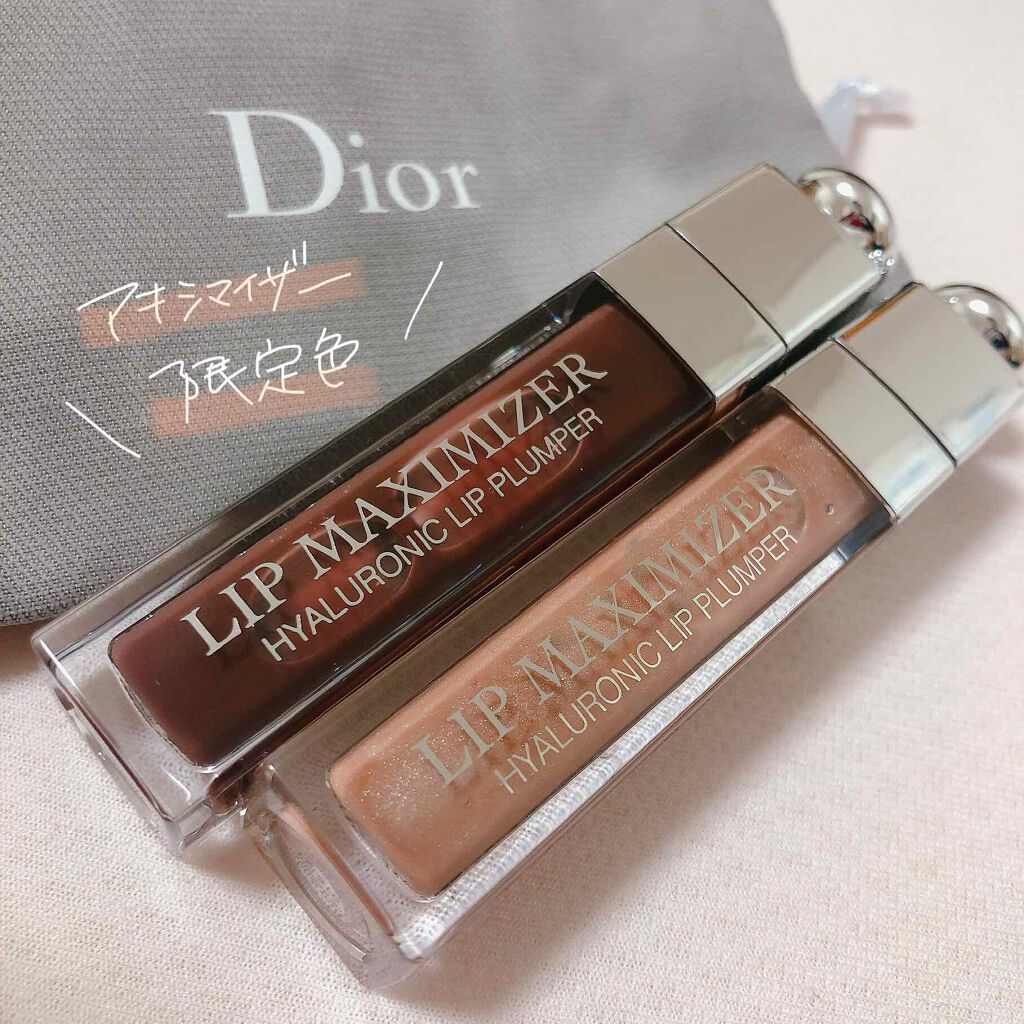 Dior
アキシマイザー
限定色
LIP MAXIMIZER
HYALURONIC LIP PLUMPER
LIP MAXIMIZER
HYALURONIC LIP PLUMPER